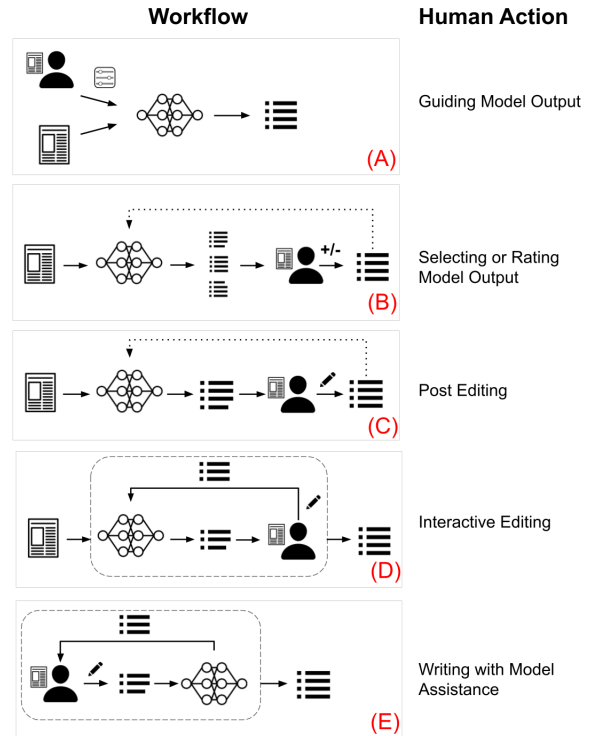 Workflow
Human Action
Guiding Model Output
(A)
+/-
Selecting or Rating
Model Output
(B)
Post Editing
(C)
Interactive Editing
(D)
Writing with Model
Assistance
(E)